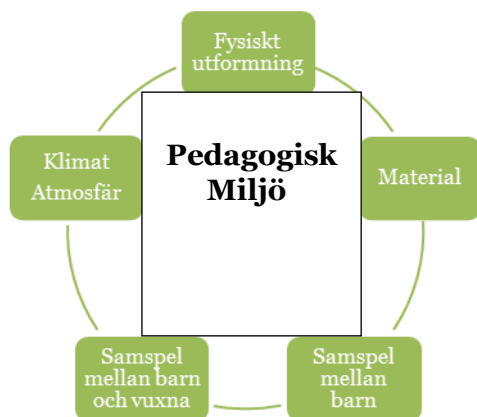 Fysiskt
utformning
Pedagogisk
Miljö
Klimat
Atmosfär
Material
Samspel
mellan barn
och vuxna
Samspel
mellan
barn